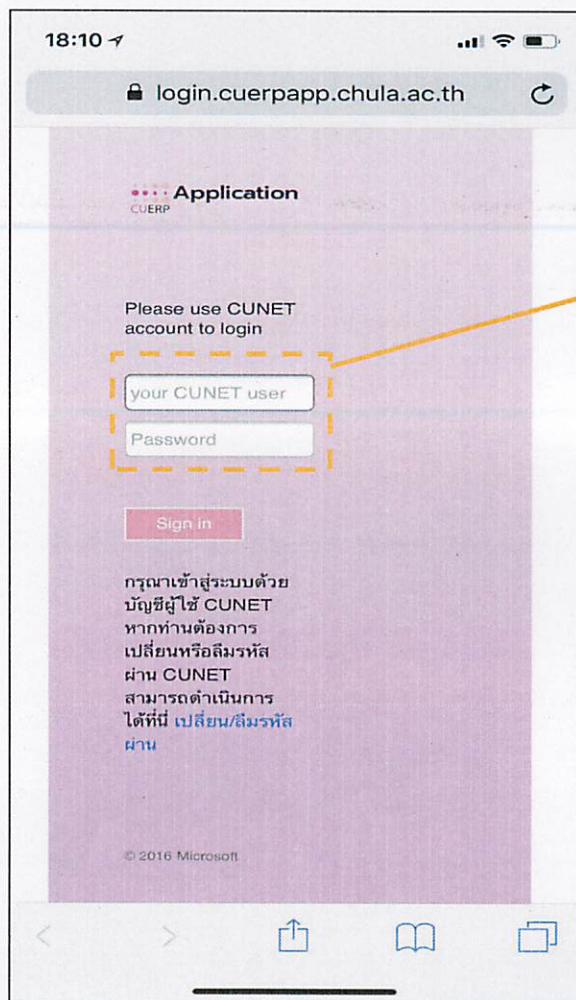 18:10
login.cuerpapp.chula.ac.th
Application
CUERP
Please use CUNET
account to login
your CUNET user
Password
Sign in
กรุณาเข้าสู่ระบบด้วย
บัญชีผู้ใช้ CUNET
หากท่านต้องการ
เปลี่ยนหรือลืมรหัส
ผ่าน CUNET
สามารถดำเนินการ
ได้ที่นี่ เปลี่ยน/ลืมรหัส
ผ่าน
© 2016 Microsoft